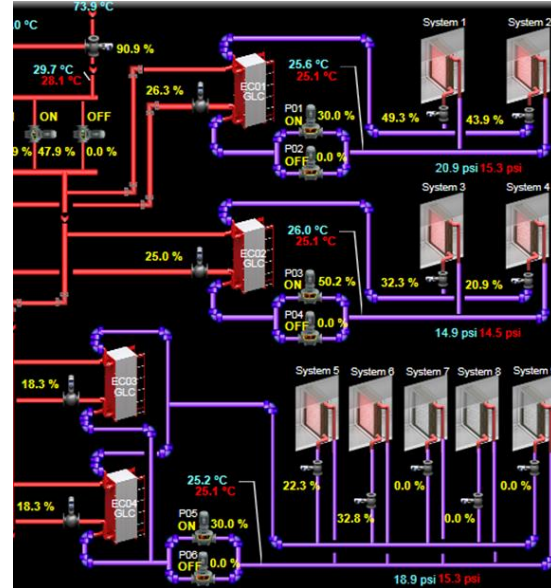 73.9 °C
0 °C
90.9 %
29.7 °C
28.1 °C
ON
OFF
9 %
47.9 %
0.0 %
26.3 %
EC01
GLC
P01
ON
30.0 %
P02
OFF
0.0 %
25.6 °C
25.1 °C
System 1
System 2
49.3 %
43.9 %
20.9 psi
15.3 psi
25.0 %
EC02
GLC
P03
ON
50.2 %
P04
OFF
0.0 %
26.0 °C
25.1 °C
System 3
System 4
32.3 %
20.9 %
14.9 psi
14.5 psi
18.3 %
EC03
GLC
18.3 %
EC04
GLC
P05
ON
30.0 %
P06
OFF
0.0 %
25.2 °C
25.1 °C
System 5
System 6
System 7
System 8
System
22.3 %
32.8 %
0.0 %
0.0 %
0.0 %
18.9 psi
15.3 psi